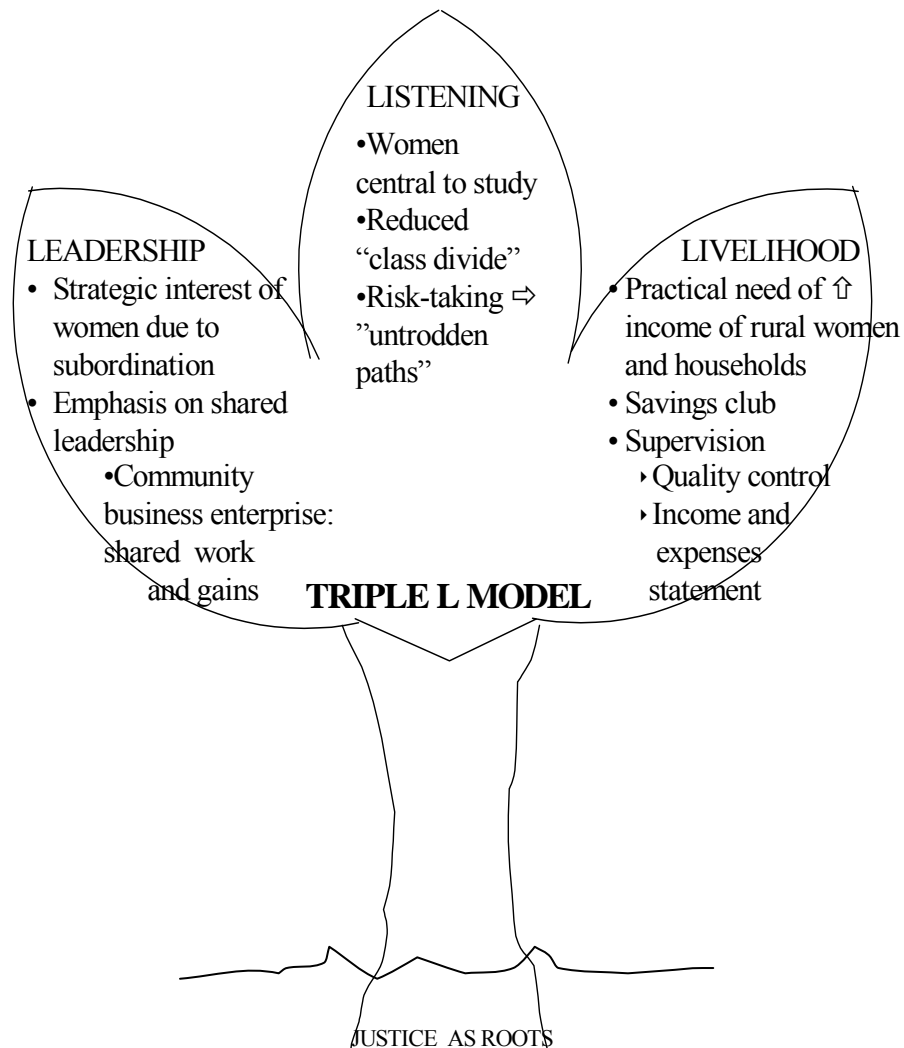 LISTENING
•Women
central to study
•Reduced
“class divide”
•Risk-taking ⇨
”untrodden
paths”
LEADERSHIP
• Strategic interest of
women due to
subordination
• Emphasis on shared
leadership
•Community
business enterprise:
shared work
and gains
LIVELIHOOD
• Practical need of ⇧
income of rural women
and households
• Savings club
• Supervision
‣Quality control
‣Income and
expenses
statement
TRIPLE L MODEL
JUSTICE AS ROOTS